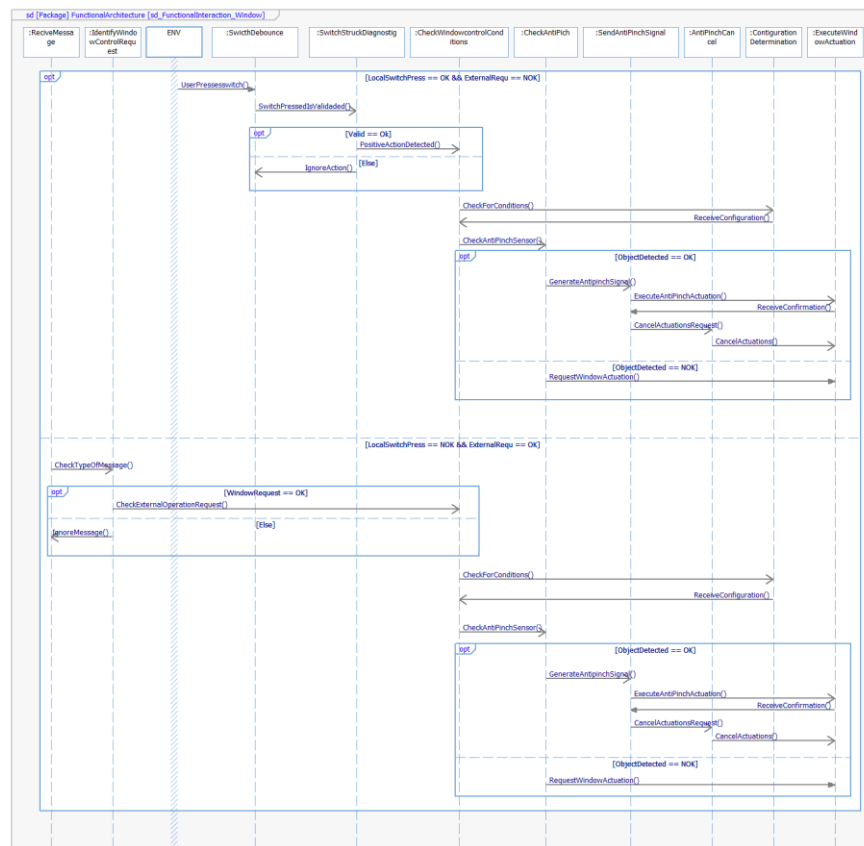 sd [Package] FunctionalArchitecture [sd_FunctionalInteraction_Window]
:ReciveMessa
ge
:IdentifyWindo
wControlRequ
est
ENV
:SwicthDebounce
:SwitchStruckDiagnostig
:CheckWindowcontrolCond
itions
:CheckAntiPich
:SendAntiPinchSignal
:AntiPinchCan
cel
:Contiguration
Determination
:ExecuteWind
owActuation
opt
[LocalSwitchPress == OK && ExternalRequ == NOK]
UserPressesswitch()
SwitchPressedIsValidaded()
opt
[Valid == Ok]
PositiveActionDetected()
[Else]
IgnoreAction()
CheckForConditions()
ReceiveConfiguration()
CheckAntiPinchSensor()
opt
[ObjectDetected == OK]
GenerateAntipinchSignal()
ExecuteAntiPinchActuation()
ReceiveConfirmation()
CancelActuationsRequest()
CancelActuations()
[ObjectDetected == NOK]
RequestWindowActuation()
[LocalSwitchPress == NOK && ExternalRequ == OK]
CheckTypeOfMessage()
opt
[WindowRequest == OK]
CheckExternalOperationRequest()
[Else]
IgnoreMessage()
CheckForConditions()
ReceiveConfiguration()
CheckAntiPinchSensor()
opt
[ObjectDetected == OK]
GenerateAntipinchSignal()
ExecuteAntiPinchActuation()
ReceiveConfirmation()
CancelActuationsRequest()
CancelActuations()
[ObjectDetected == NOK]
RequestWindowActuation()